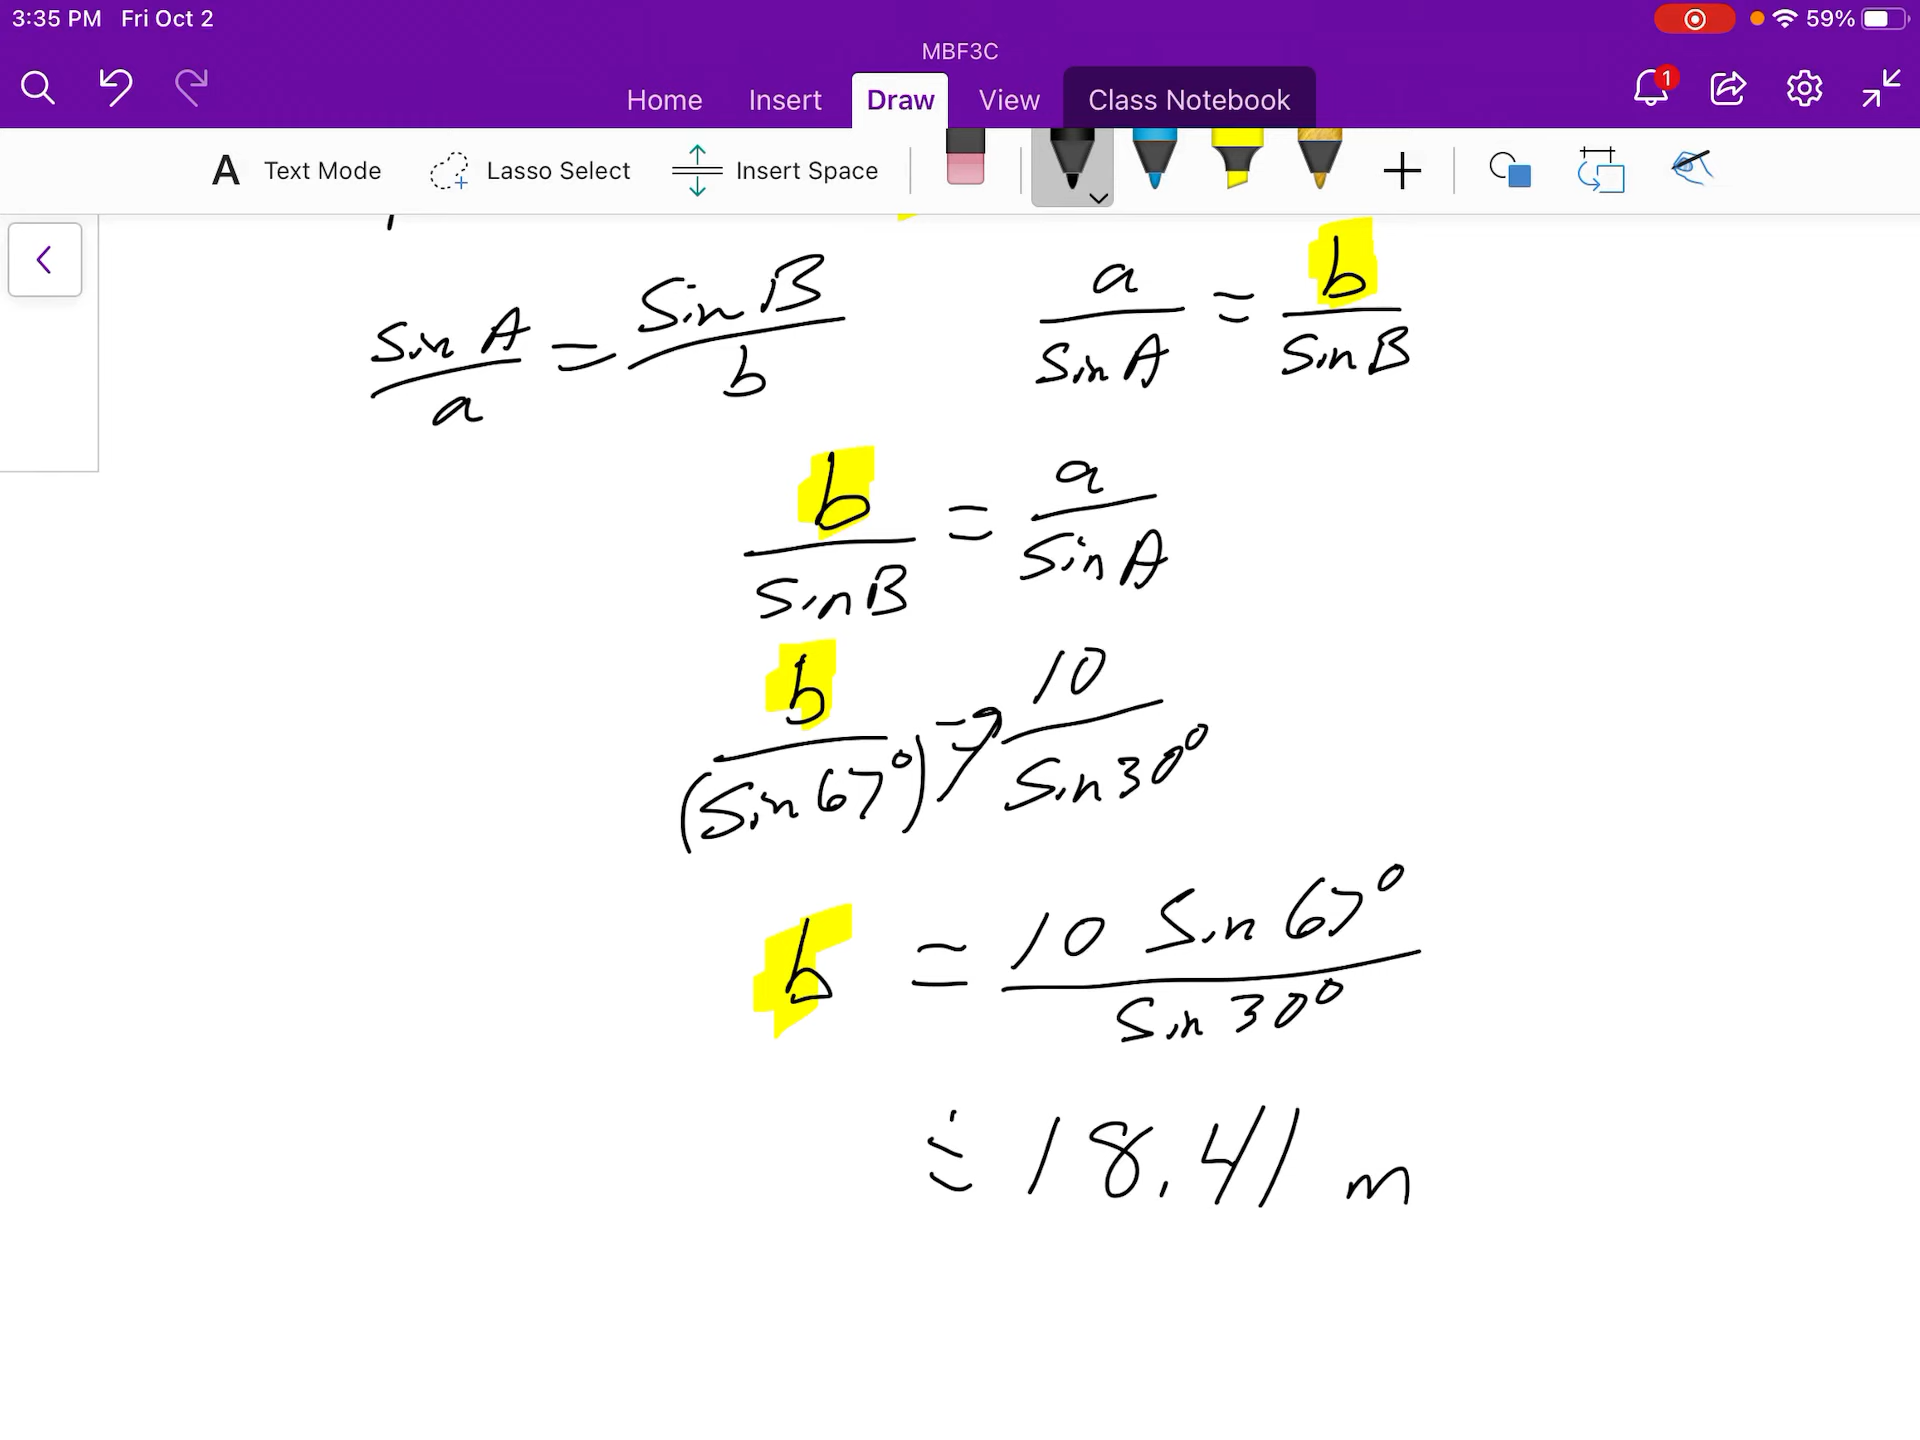 3:35 PM Fri Oct 2
59%
MBF3C
Home Insert Draw View Class Notebook
1
A Text Mode Lasso Select Insert Space
sin A / a = Sin B / b
a / Sin A = b / Sin B
b / Sin B = a / Sin A
b / (Sin 67°) = 10 / Sin 30°
b = 10 Sin 67° / Sin 30°
≐ 18.41 m